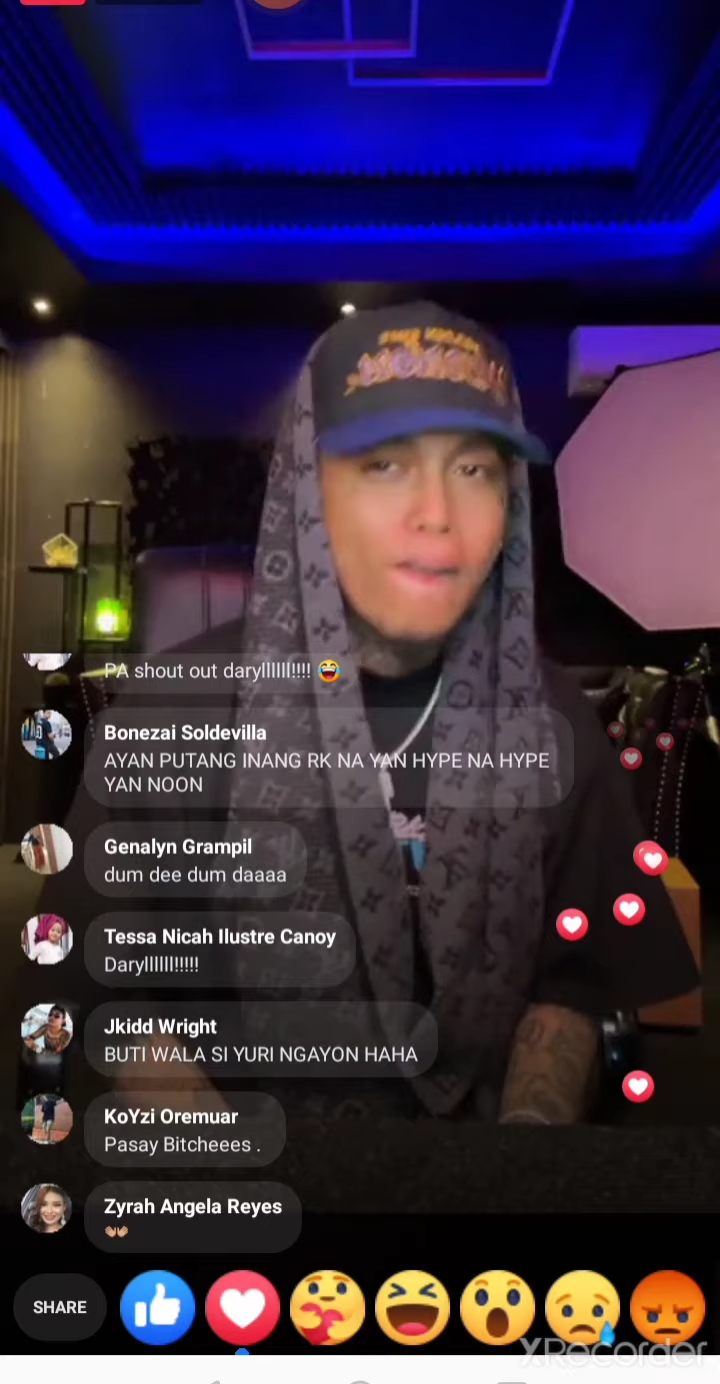 PA shout out daryllllll!!!! 😂
Bonezai Soldevilla
AYAN PUTANG INANG RK NA YAN HYPE NA HYPE
YAN NOON
Genalyn Grampil
dum dee dum daaaa
Tessa Nicah Ilustre Canoy
Daryllllll!!!!!
Jkidd Wright
BUTI WALA SI YURI NGAYON HAHA
KoYzi Oremuar
Pasay Bitcheees .
Zyrah Angela Reyes
👐🏽
SHARE
XRecorder